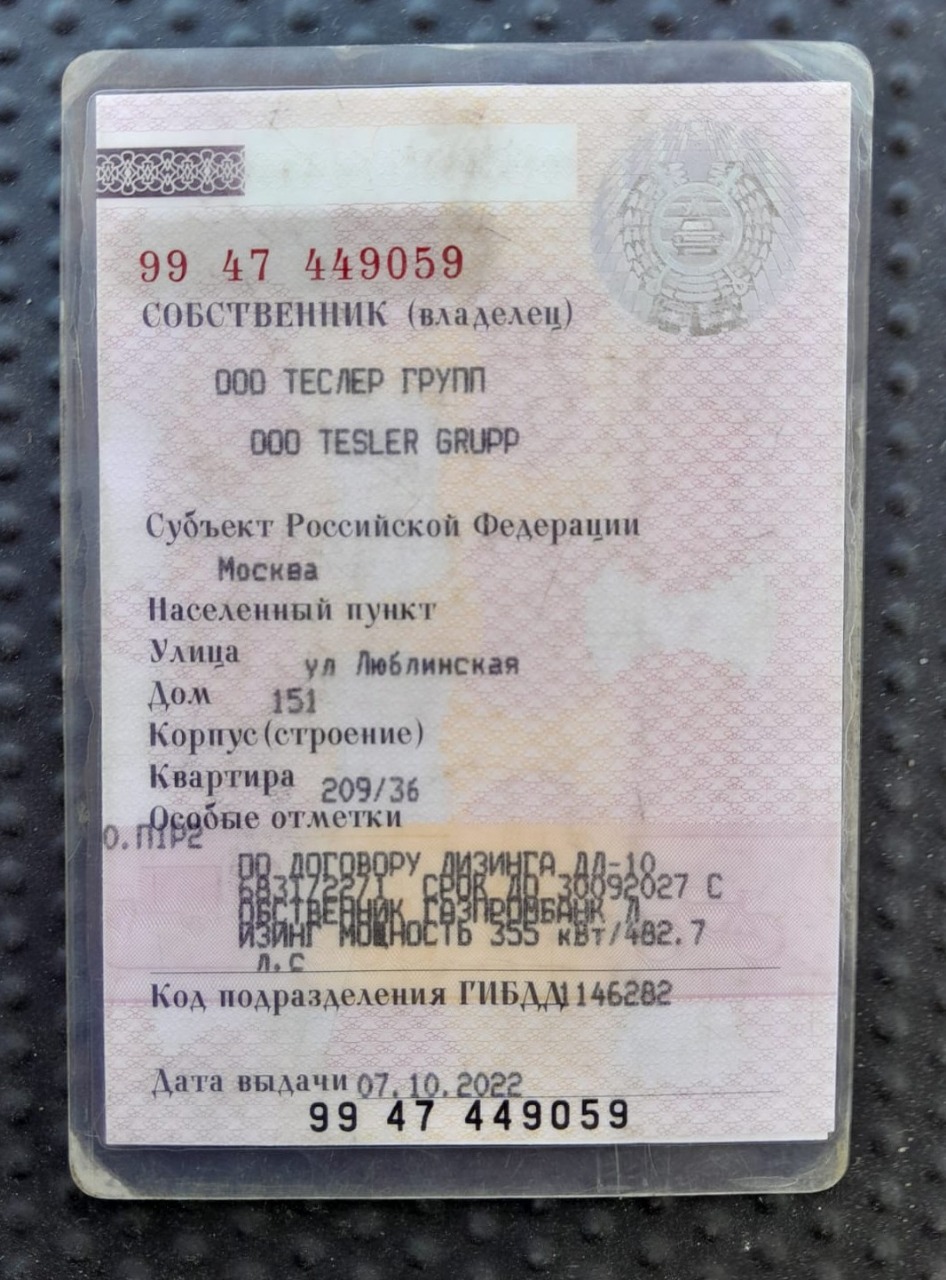 99 47 449059
СОБСТВЕННИК (владелец)
ООО ТЕСЛЕР ГРУПП
OOO TESLER GRUPP
Субъект Российской Федерации
Москва
Населенный пункт
Улица ул Люблинская
Дом 151
Корпус (строение)
Квартира 209/36
Особые отметки
ПО ДОГОВОРУ ЛИЗИНГА ДЛ-10
СРОК ДО 30092027 С
ОБСТВЕННИК ГАЗПРОМБАНК Л
ИЗИНГ МОЩНОСТЬ 355 кВт/482.7
л.с
Код подразделения ГИБДД 1146282
Дата выдачи 07.10.2022
99 47 449059